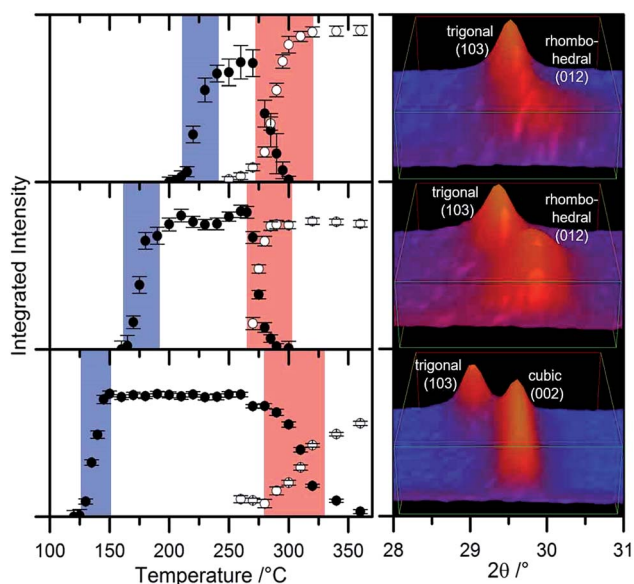 Integrated Intensity
100 150 200 250 300 350
Temperature /°C
trigonal
(103)
rhombo-
hedral
(012)
trigonal
(103)
rhombo-
hedral
(012)
trigonal
(103)
cubic
(002)
28 29 30 31
2θ /°